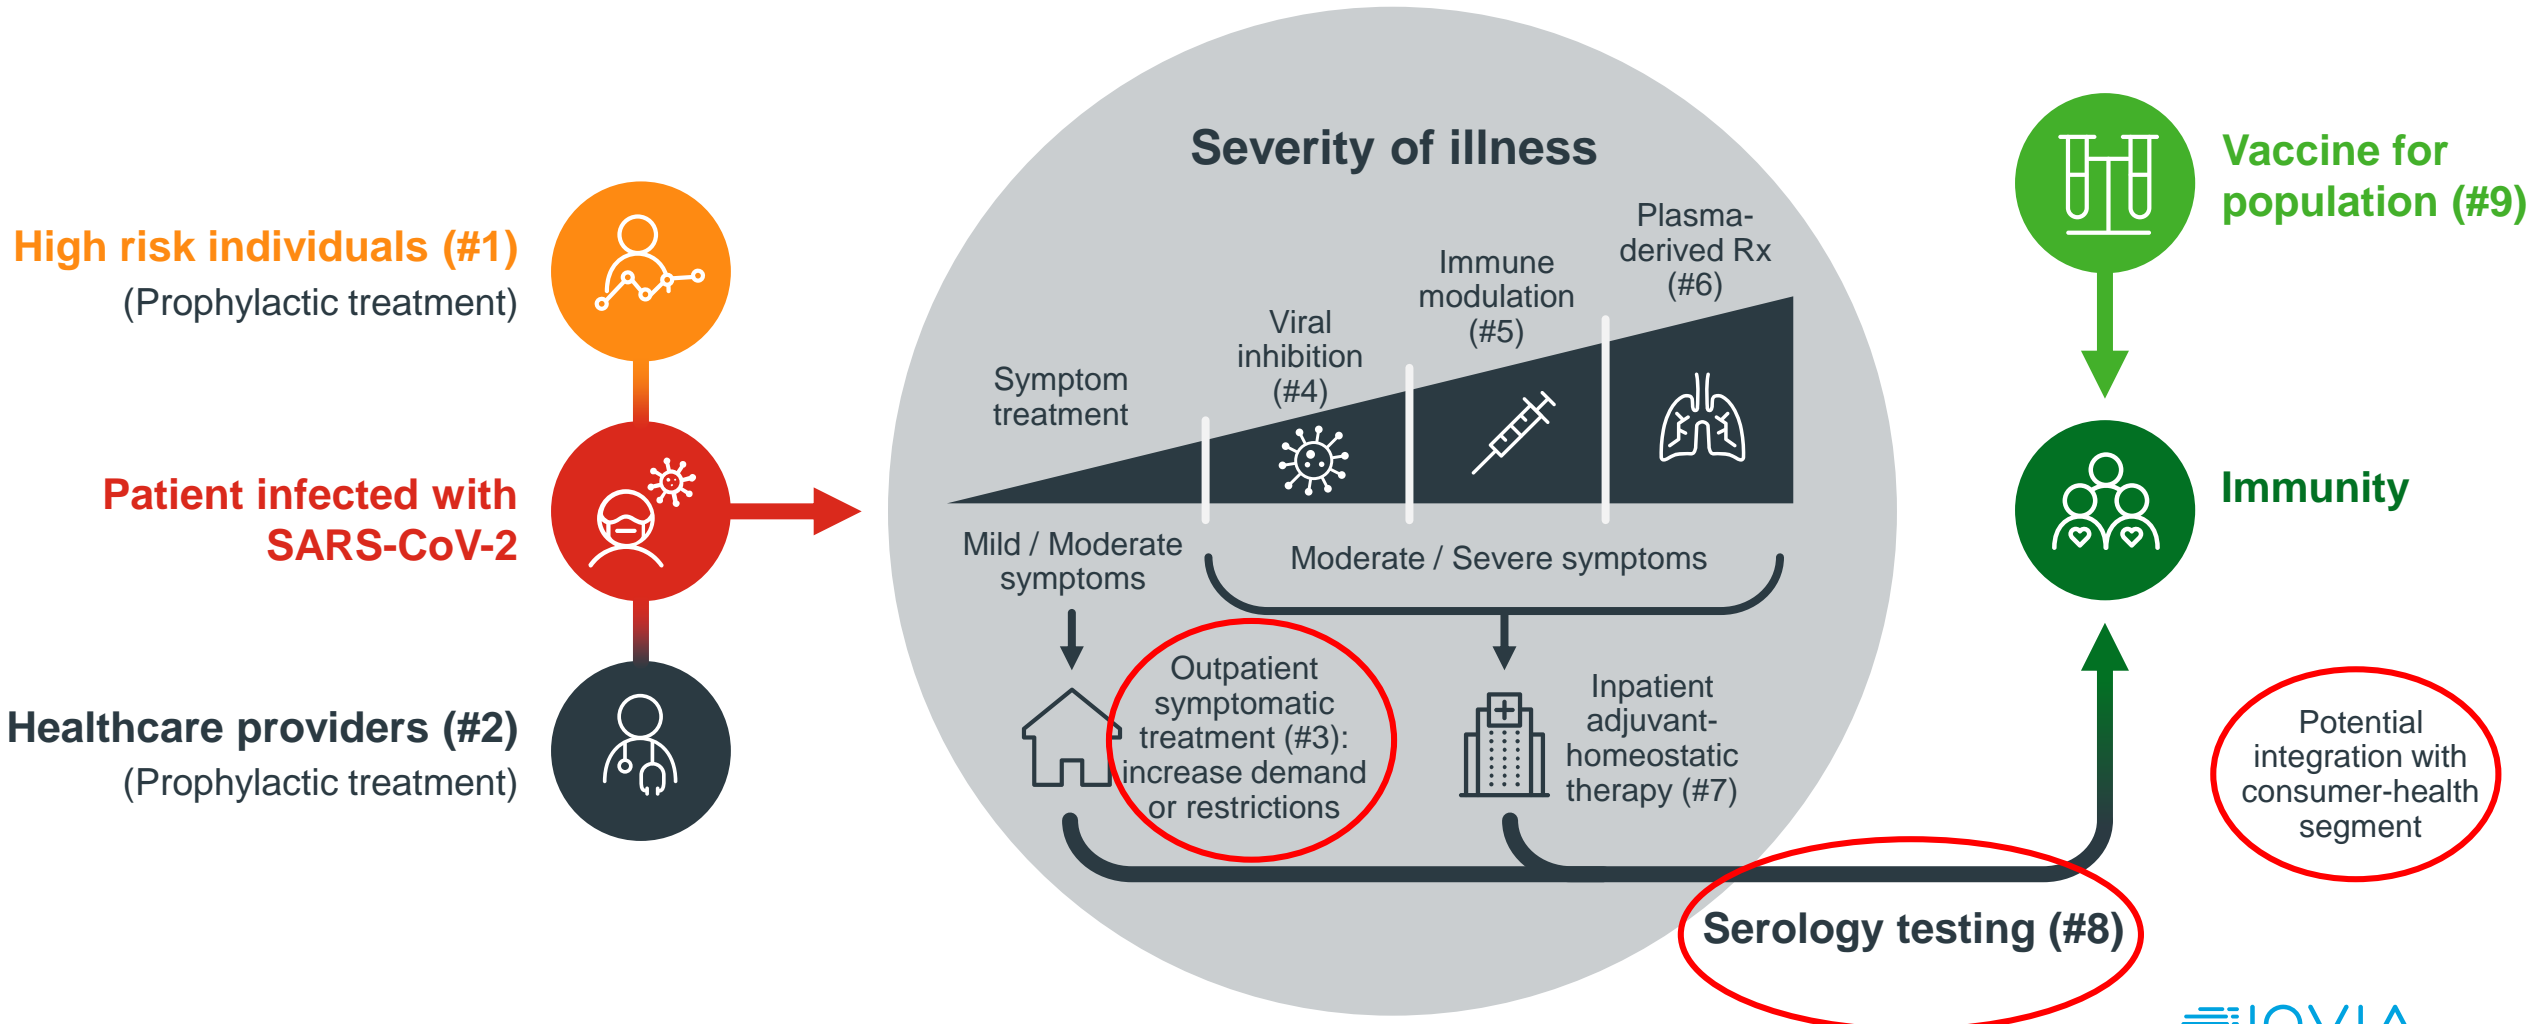 High risk individuals (#1)
(Prophylactic treatment)
Patient infected with
SARS-CoV-2
Healthcare providers (#2)
(Prophylactic treatment)
Severity of illness
Symptom
treatment
Viral
inhibition
(#4)
Immune
modulation
(#5)
Plasma-
derived Rx
(#6)
Mild / Moderate
symptoms
Moderate / Severe symptoms
Outpatient
symptomatic
treatment (#3):
increase demand
or restrictions
Inpatient
adjuvant-
homeostatic
therapy (#7)
Serology testing (#8)
Vaccine for
population (#9)
Immunity
Potential
integration with
consumer-health
segment
IQVIA